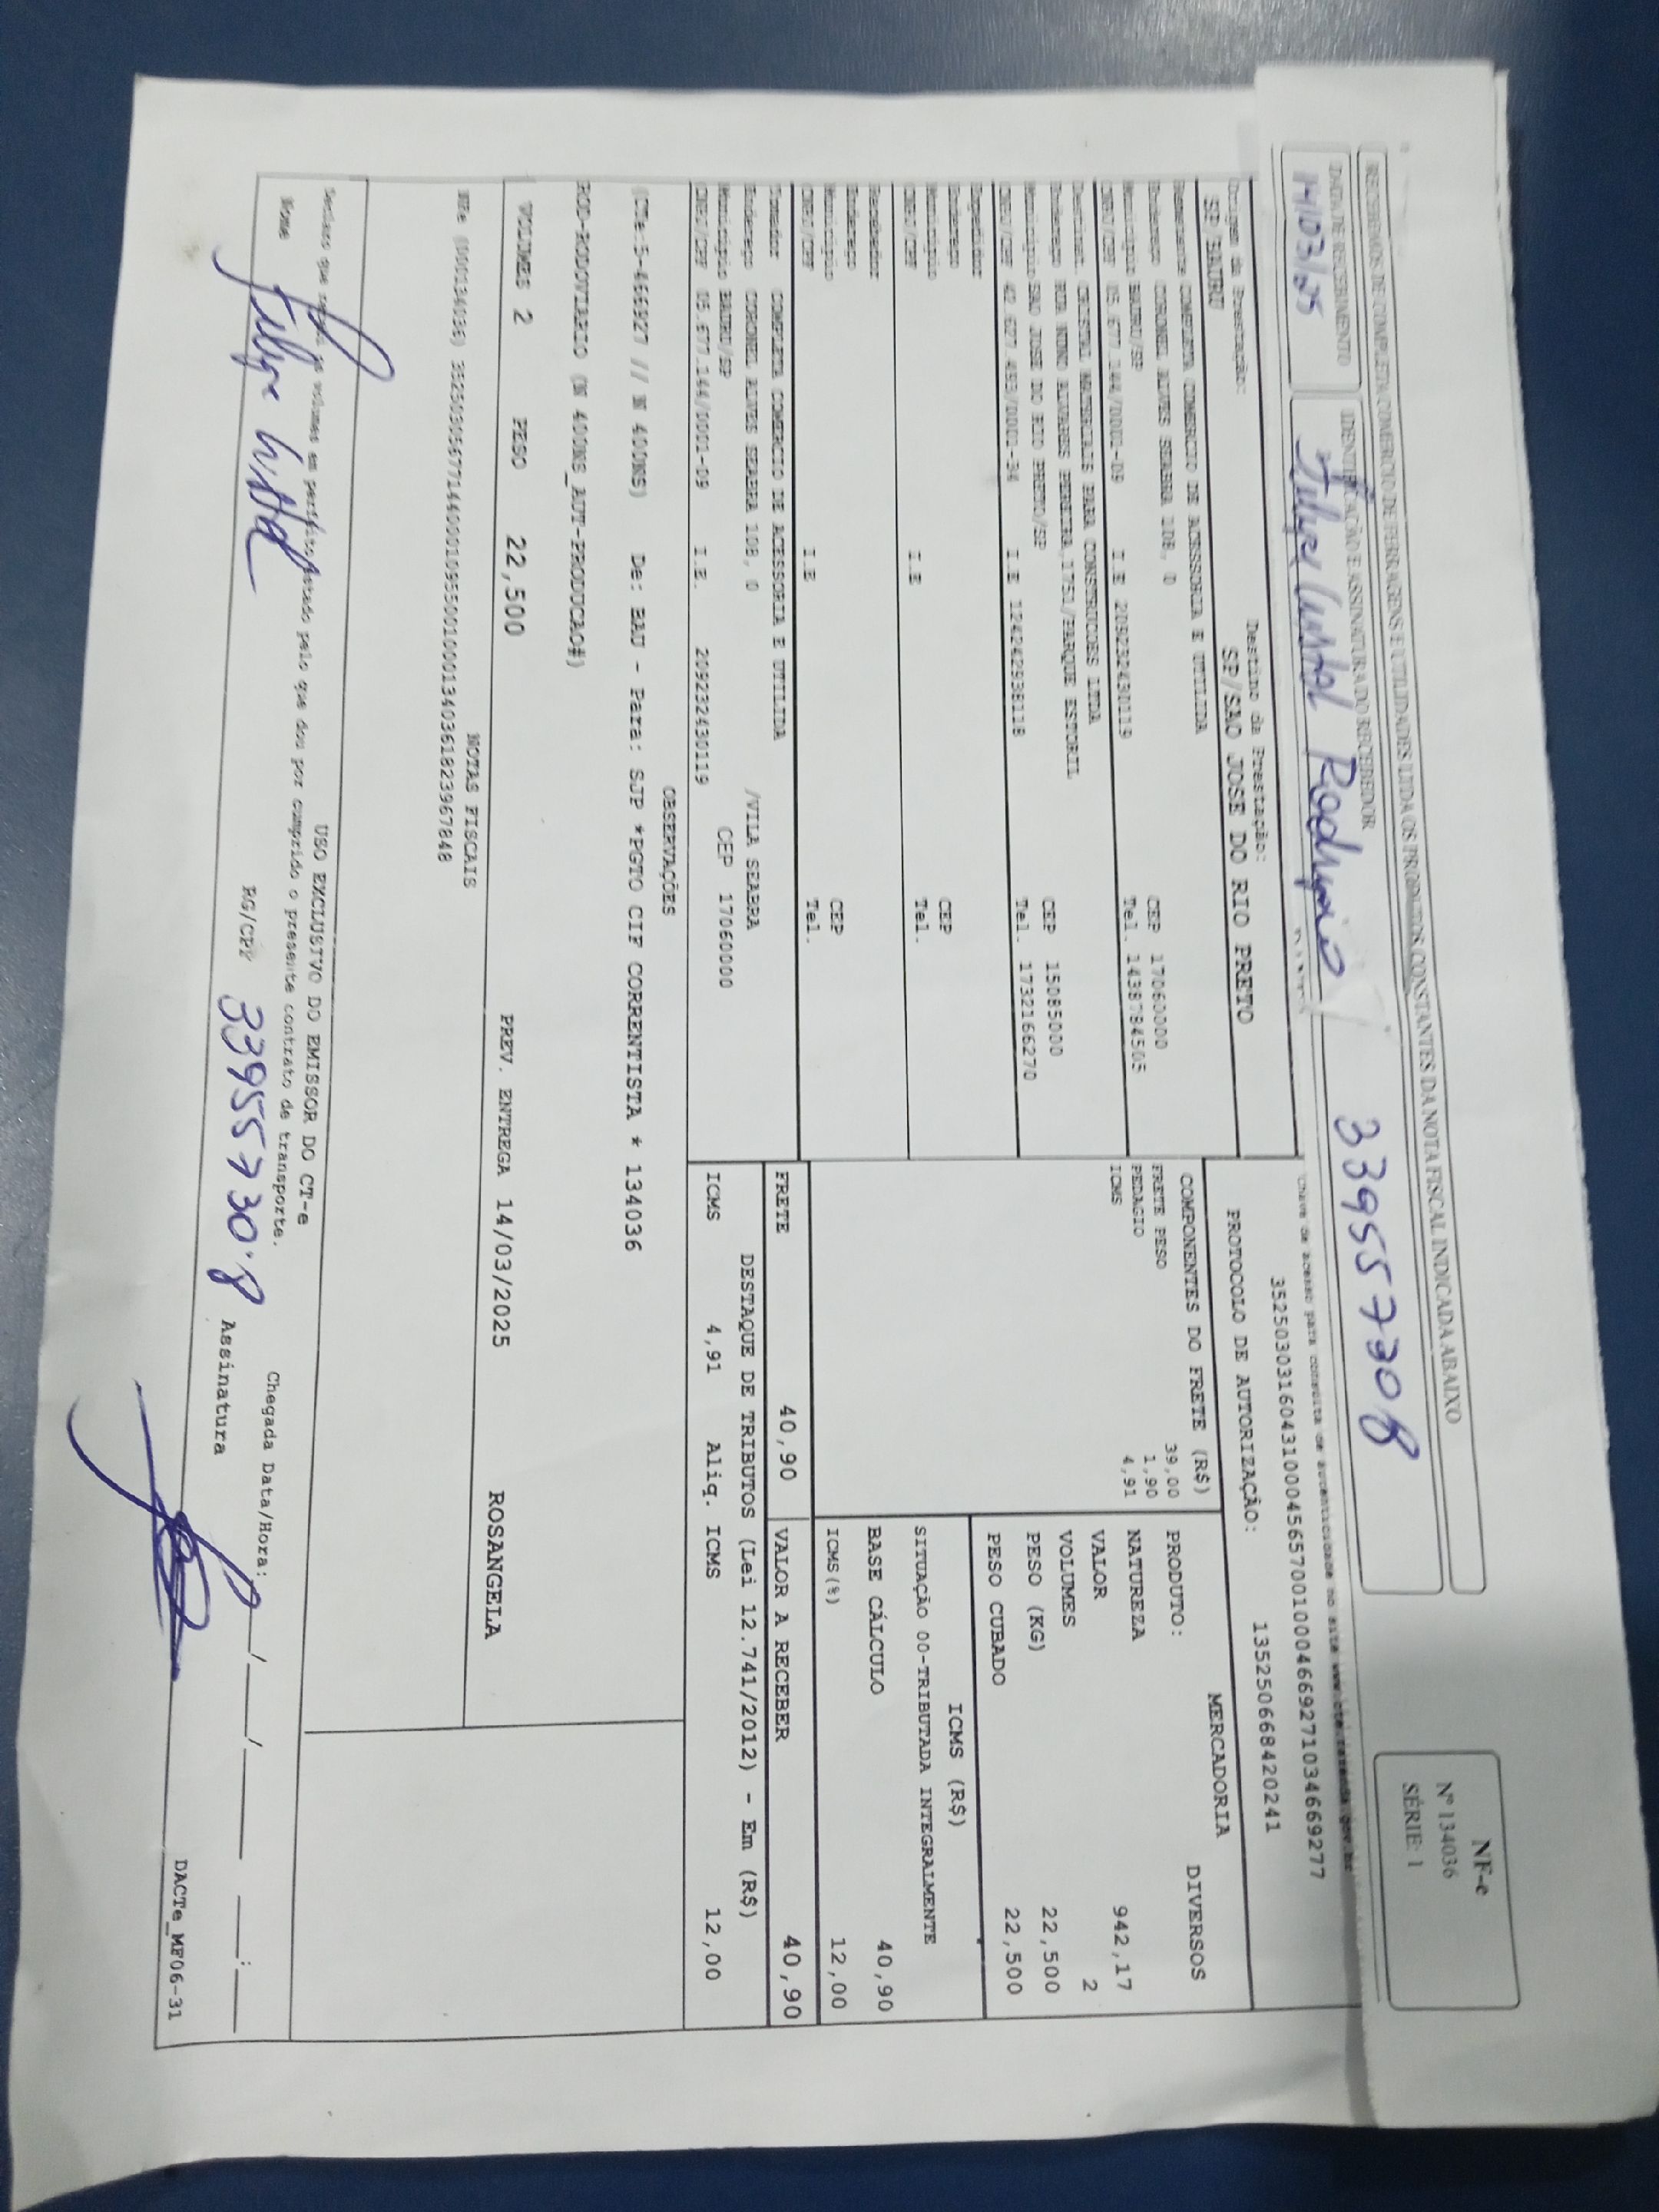 RECEBEMOS DE COMPLETA COMERCIO DE FERRAGENS E UTILIDADES LTDA OS PRODUTOS CONSTANTES DA NOTA FISCAL INDICADA ABAIXO
DATA DE RECEBIMENTO
IDENTIFICAÇÃO E ASSINATURA DO RECEBEDOR
14/03/25
Rodrigues
339557308
NF-e
Nº 134036
SÉRIE: 1
Chave de acesso para consulta de autenticidade no site www.cte.fazenda.gov.br
35250303160431000456570010004669271034669277
PROTOCOLO DE AUTORIZAÇÃO: 135250668420241
Origem da Prestação:
SP/BAURU
Destino da Prestação:
SP/SAO JOSE DO RIO PRETO
Remetente COMPLETA COMERCIO DE ACESSORIA E UTILIDA
Endereço CORONEL ALVES SEABRA 108, 0
CEP 17060000
Município BAURU/SP
Tel. 1438784505
CNPJ/CPF 05.677.144/0001-09 I.E 209232430119
Destinat. CRISTAL MATERIAIS PARA CONSTRUCOES LTDA
Endereço RUA NUNO ALVARES PEREIRA,1751/PARQUE ESTORIL
CEP 15085000
Município SAO JOSE DO RIO PRETO/SP
Tel. 1732166270
CNPJ/CPF 42.627.493/0001-34 I.E 124242938118
Expedidor
Endereço
Município
CEP
CNPJ/CPF I.E
Tel.
Recebedor
Endereço
Município
CEP
CNPJ/CPF I.E
Tel.
Tomador COMPLETA COMERCIO DE ACESSORIA E UTILIDA
Endereço CORONEL ALVES SEABRA 108, 0 /VILA SEABRA
Município BAURU/SP CEP 17060000
CNPJ/CPF 05.677.144/0001-09 I.E. 209232430119
COMPONENTES DO FRETE (R$)
FRETE PESO 39,00
PEDAGIO 1,90
ICMS 4,91
MERCADORIA
PRODUTO: DIVERSOS
NATUREZA
VALOR 942,17
VOLUMES 2
PESO (KG) 22,500
PESO CUBADO 22,500
ICMS (R$)
SITUAÇÃO 00-TRIBUTADA INTEGRALMENTE
BASE CÁLCULO 40,90
ICMS(%) 12,00
FRETE 40,90
VALOR A RECEBER 40,90
DESTAQUE DE TRIBUTOS (Lei 12.741/2012) - Em (R$)
ICMS 4,91 Aliq. ICMS 12,00
OBSERVAÇÕES
(CTe:5-466927 // N 400NS) De: BAU - Para: SJP *PGTO CIF CORRENTISTA * 134036
ROD-RODOVIARIO (N 400NS_AUT-PRODUCAO#)
VOLUMES 2 PESO 22,500 PREV. ENTREGA 14/03/2025 ROSANGELA
NOTAS FISCAIS
NFe (000134036) 35250305677144000109550010001340361823967848
USO EXCLUSIVO DO EMISSOR DO CT-e
Declaro que recebi os volumes em perfeito estado pelo que dou por cumprido o presente contrato de transporte.
Chegada Data/Hora: ___/___/_____ ___:___
Nome
RG/CPF 33955730.8
Assinatura
DACTe_MF06-31